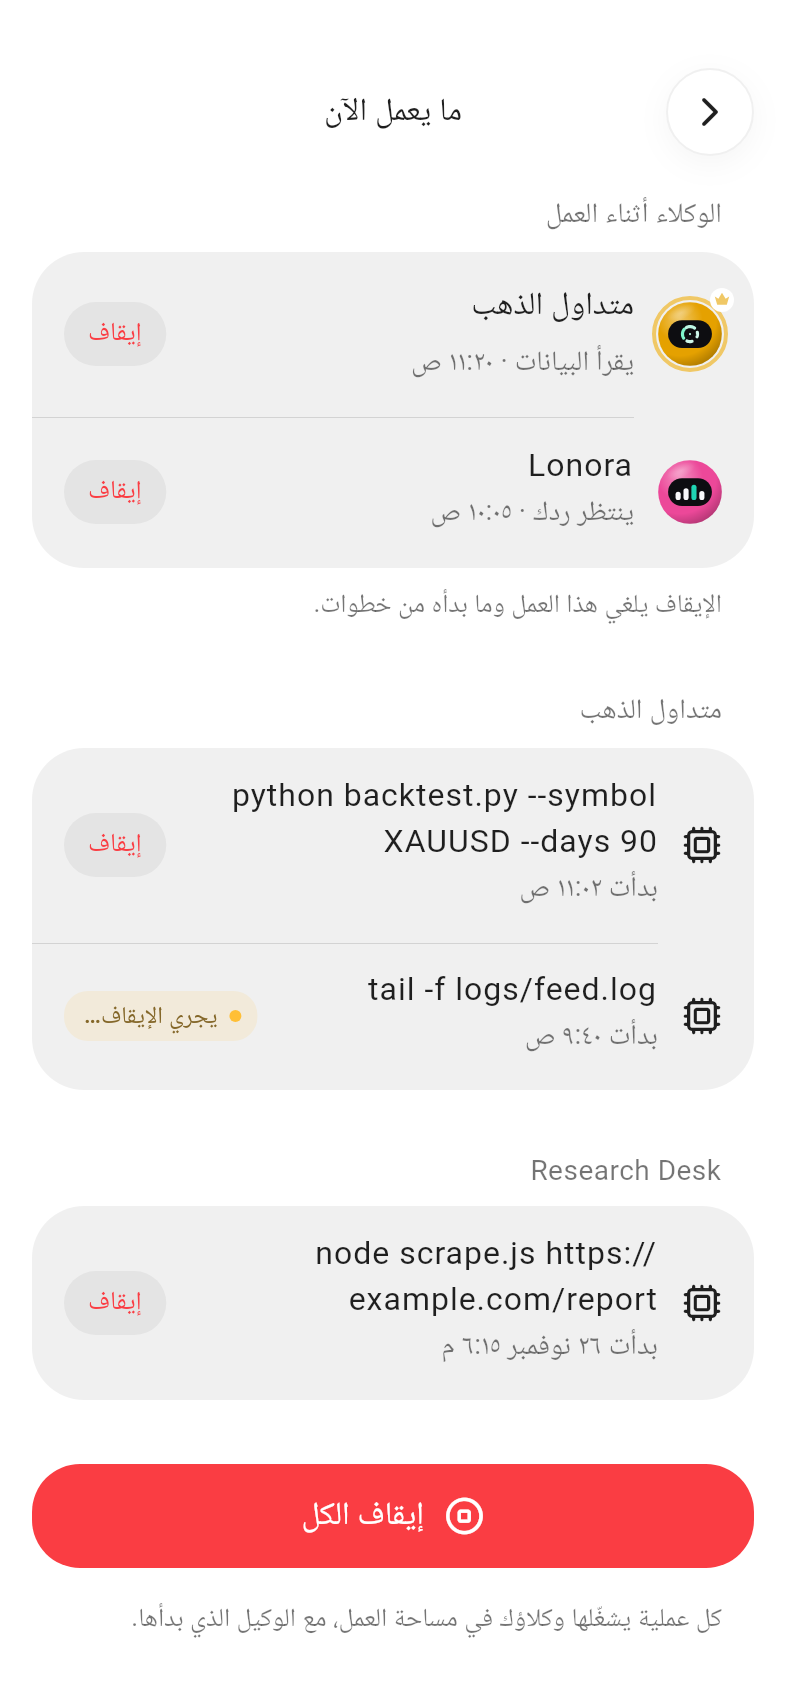 ما يعمل الآن
الوكلاء أثناء العمل
متداول الذهب
يقرأ البيانات · ١١:٢٠ ص
إيقاف
Lonora
ينتظر ردك · ١٠:٠٥ ص
إيقاف
الإيقاف يلغي هذا العمل وما بدأه من خطوات.
متداول الذهب
python backtest.py --symbol
XAUUSD --days 90
بدأت ١١:٠٢ ص
إيقاف
tail -f logs/feed.log
بدأت ٩:٤٠ ص
يجري الإيقاف...
Research Desk
node scrape.js https://
example.com/report
بدأت ٢٦ نوفمبر ٦:١٥ م
إيقاف
إيقاف الكل
كل عملية يشغّلها وكلاؤك في مساحة العمل، مع الوكيل الذي بدأها.